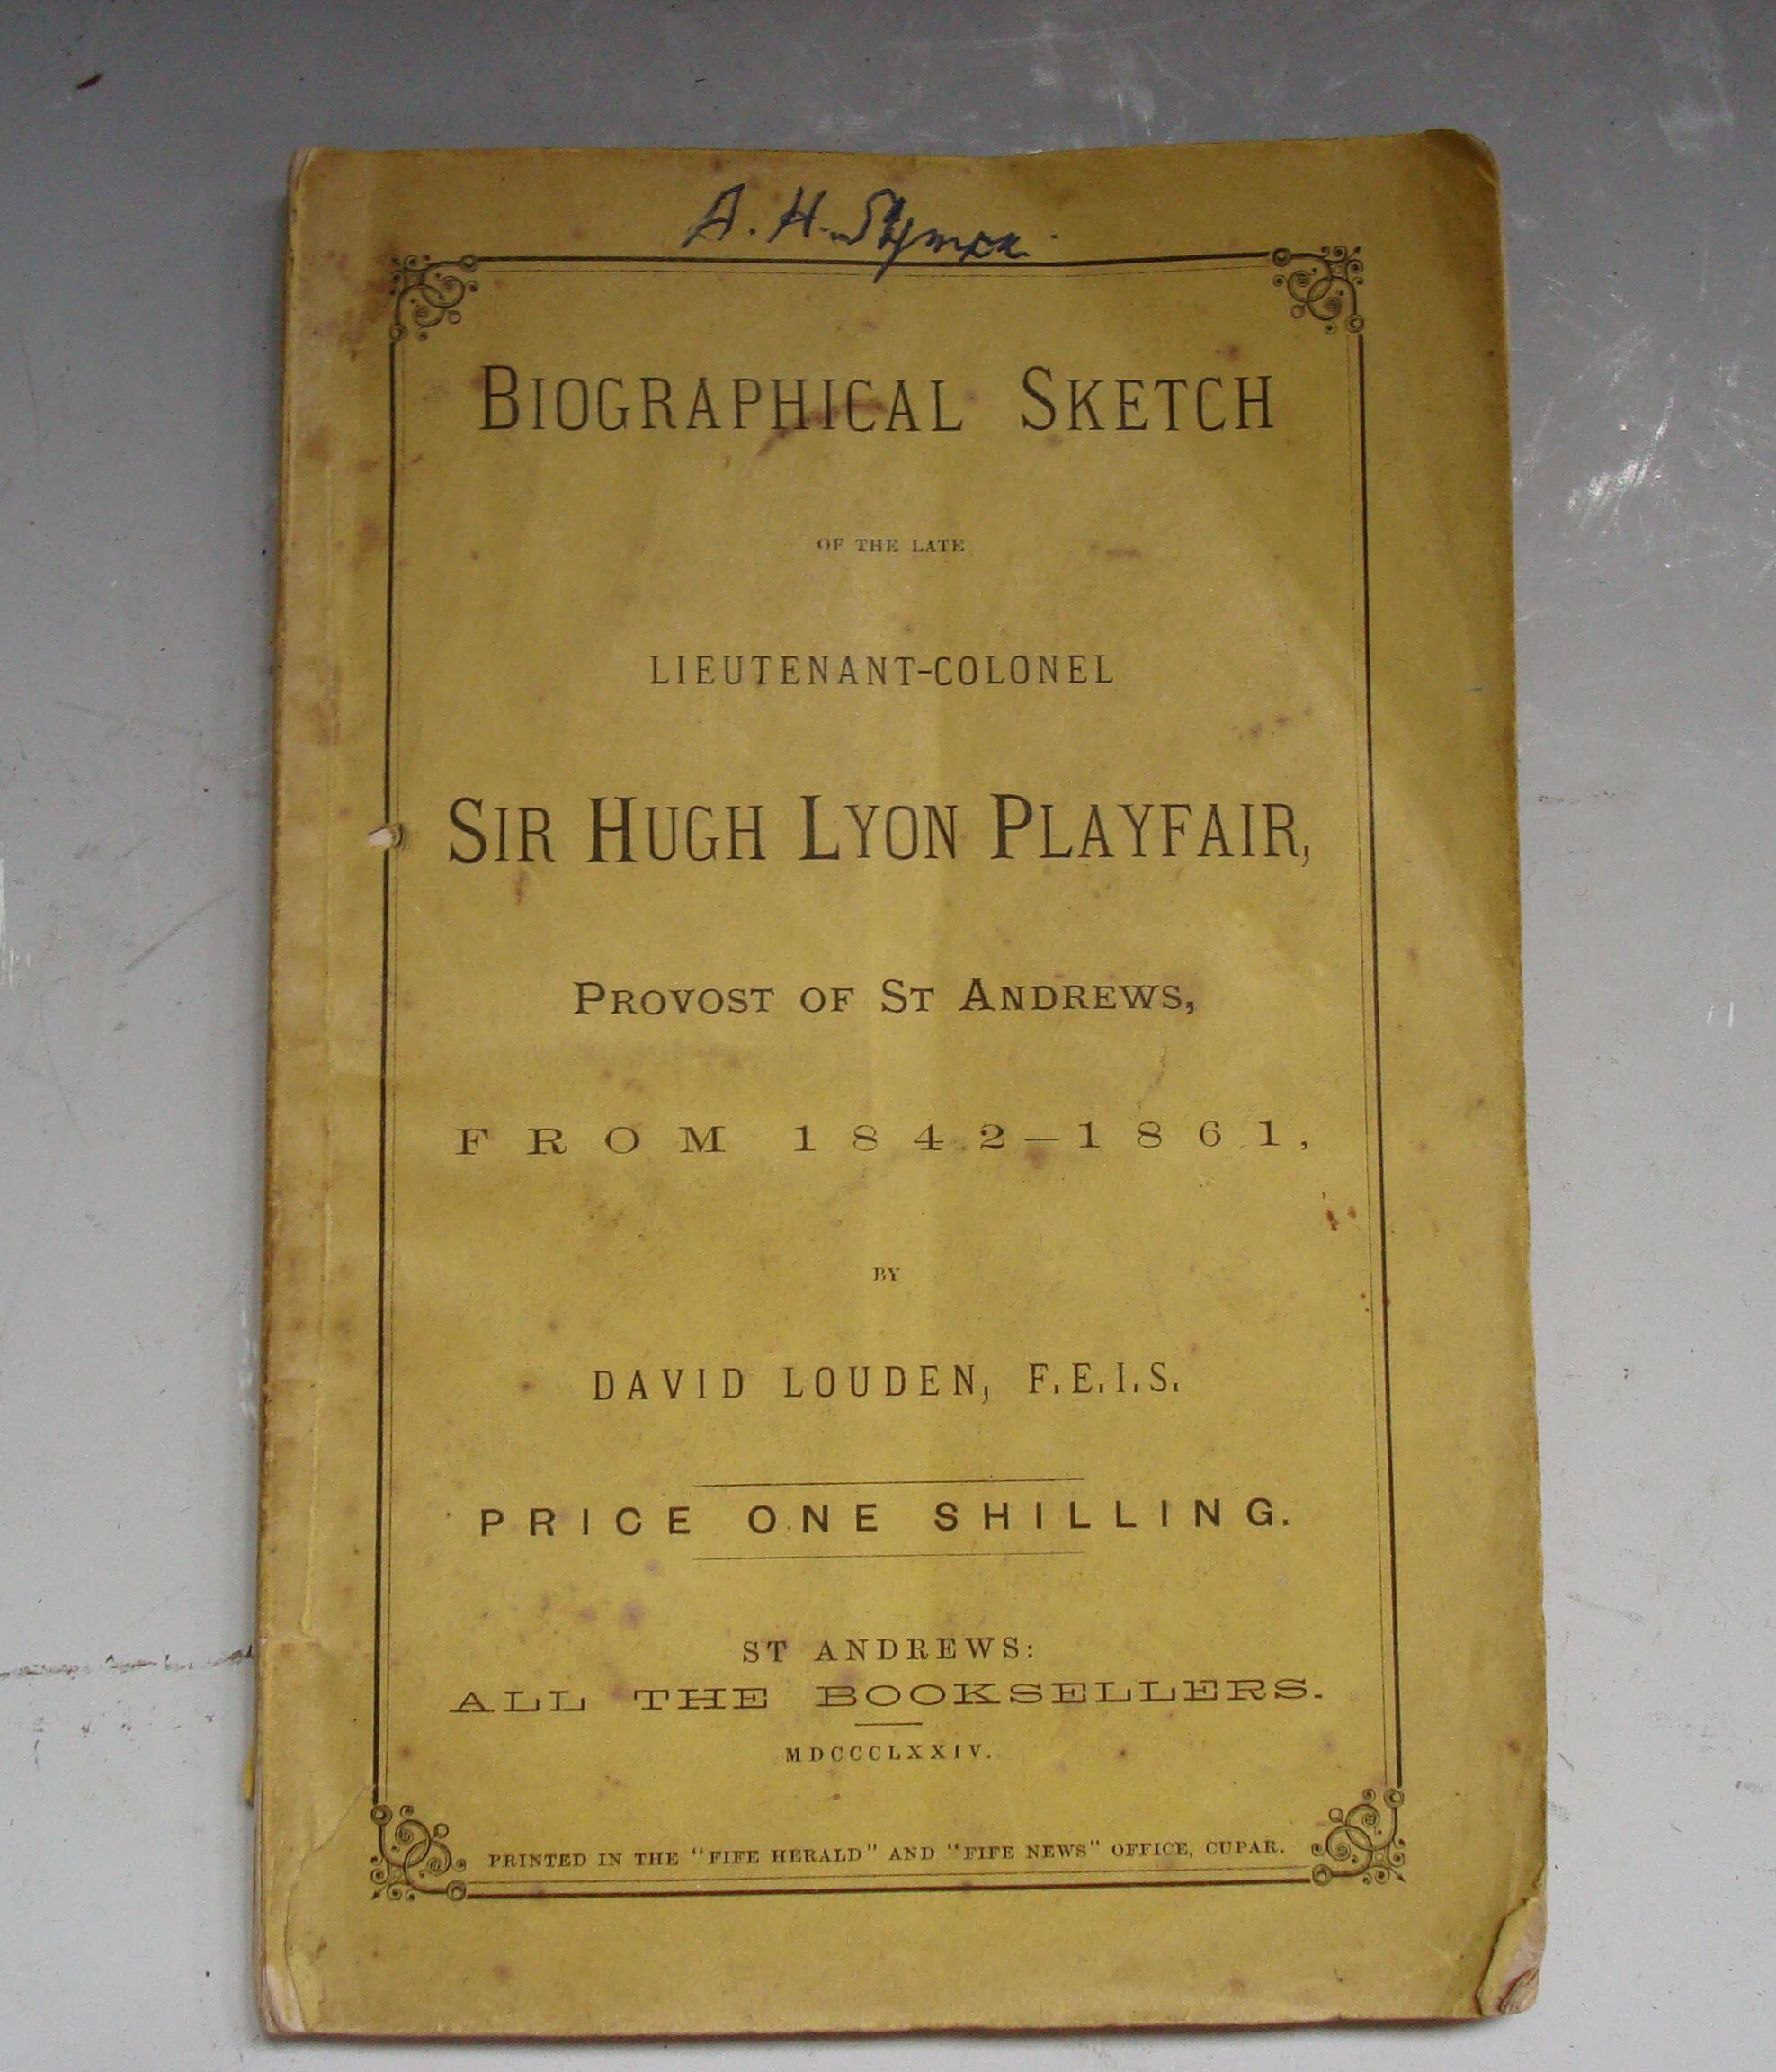 A. H.
BIOGRAPHICAL SKETCH
OF THE LATE
LIEUTENANT-COLONEL
SIR HUGH LYON PLAYFAIR,
PROVOST OF ST ANDREWS,
FROM 1842–1861,
BY
DAVID LOUDEN, F.E.I.S.
PRICE ONE SHILLING.
ST ANDREWS:
ALL THE BOOKSELLERS.
MDCCCLXXIV.
PRINTED IN THE "FIFE HERALD" AND "FIFE NEWS" OFFICE, CUPAR.